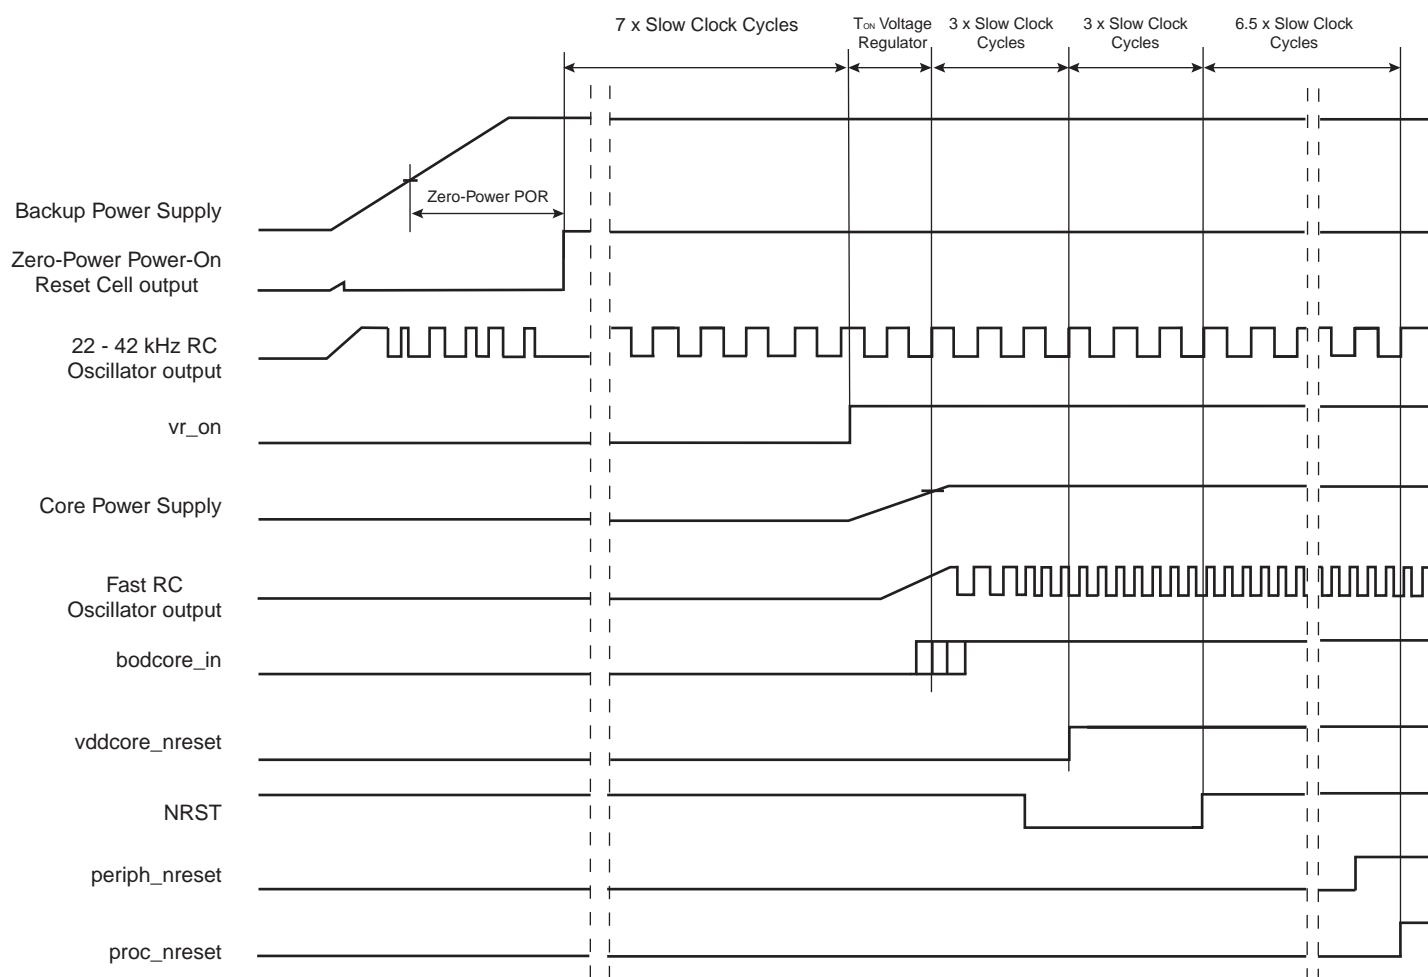 7 x Slow Clock Cycles
TON Voltage
Regulator
3 x Slow Clock
Cycles
3 x Slow Clock
Cycles
6.5 x Slow Clock
Cycles
Zero-Power POR
Backup Power Supply
Zero-Power Power-On
Reset Cell output
22 - 42 kHz RC
Oscillator output
vr_on
Core Power Supply
Fast RC
Oscillator output
bodcore_in
vddcore_nreset
NRST
periph_nreset
proc_nreset